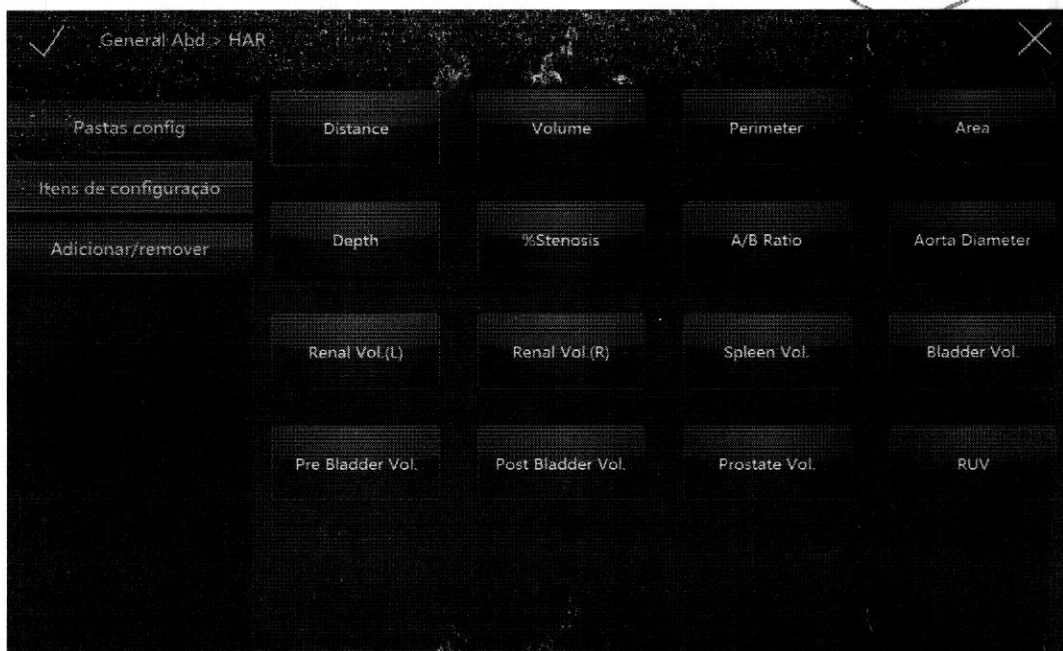 General Abd > HAR
Pastas config
Itens de configuração
Adicionar/remover
Distance
Volume
Perimeter
Area
Depth
%Stenosis
A/B Ratio
Aorta Diameter
Renal Vol.(L)
Renal Vol.(R)
Spleen Vol.
Bladder Vol.
Pre Bladder Vol.
Post Bladder Vol.
Prostate Vol.
RUV